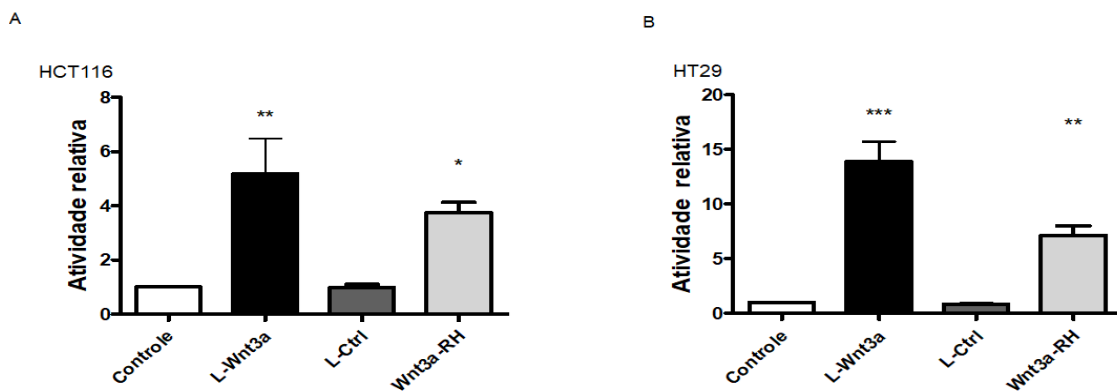 A
HCT116
Atividade relativa
8
6
4
2
0
**
*
Controle
L-Wnt3a
L-Ctrl
Wnt3a-RH
B
HT29
Atividade relativa
20
15
10
5
0
***
**
Controle
L-Wnt3a
L-Ctrl
Wnt3a-RH